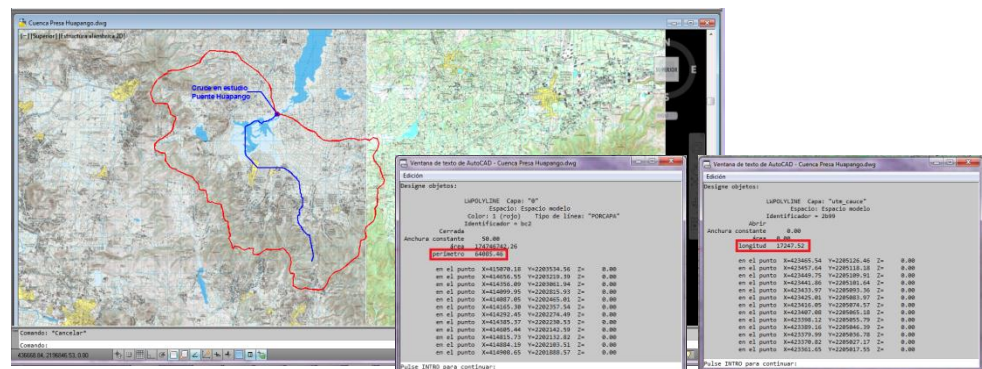 Cuenca Presa Huapango.dwg
[−][Superior][Estructura alámbrica 2D]
Cruce en estudio
Puente Huapango
N
E
S
Comando: *Cancelar*
Comando:
Ventana de texto de AutoCAD - Cuenca Presa Huapango.dwg
Edición
Designe objetos:
LWPOLYLINE Capa: "0"
Espacio: Espacio modelo
Color: 1 (rojo) Tipo de línea: "PORCAPA"
Identificador = bc2
Cerrada
Anchura constante 50.00
área 174746742.26
perímetro 64085.46
en el punto X=415070.18 Y=2203534.56 Z= 0.00
en el punto X=414656.55 Y=2203210.39 Z= 0.00
en el punto X=414356.09 Y=2203061.94 Z= 0.00
en el punto X=414099.95 Y=2202815.93 Z= 0.00
en el punto X=414087.05 Y=2202465.01 Z= 0.00
en el punto X=414165.30 Y=2202357.54 Z= 0.00
en el punto X=414292.45 Y=2202274.49 Z= 0.00
en el punto X=414385.37 Y=2202230.53 Z= 0.00
en el punto X=414605.44 Y=2202142.59 Z= 0.00
en el punto X=414815.73 Y=2202132.82 Z= 0.00
en el punto X=414884.19 Y=2202103.51 Z= 0.00
en el punto X=414908.65 Y=2201888.57 Z= 0.00
Pulse INTRO para continuar:
Ventana de texto de AutoCAD - Cuenca Presa Huapango.dwg
Edición
Designe objetos:
LWPOLYLINE Capa: "utm_cauce"
Espacio: Espacio modelo
Identificador = 2b99
Abrir
Anchura constante 0.00
área 0.00
longitud 17247.52
en el punto X=423465.54 Y=2205126.46 Z= 0.00
en el punto X=423457.64 Y=2205118.18 Z= 0.00
en el punto X=423449.75 Y=2205109.91 Z= 0.00
en el punto X=423441.86 Y=2205101.64 Z= 0.00
en el punto X=423433.97 Y=2205093.36 Z= 0.00
en el punto X=423425.01 Y=2205083.97 Z= 0.00
en el punto X=423416.05 Y=2205074.57 Z= 0.00
en el punto X=423407.08 Y=2205065.18 Z= 0.00
en el punto X=423398.12 Y=2205055.79 Z= 0.00
en el punto X=423389.16 Y=2205046.39 Z= 0.00
en el punto X=423379.99 Y=2205036.78 Z= 0.00
en el punto X=423370.82 Y=2205027.17 Z= 0.00
en el punto X=423361.65 Y=2205017.55 Z= 0.00
Pulse INTRO para continuar: